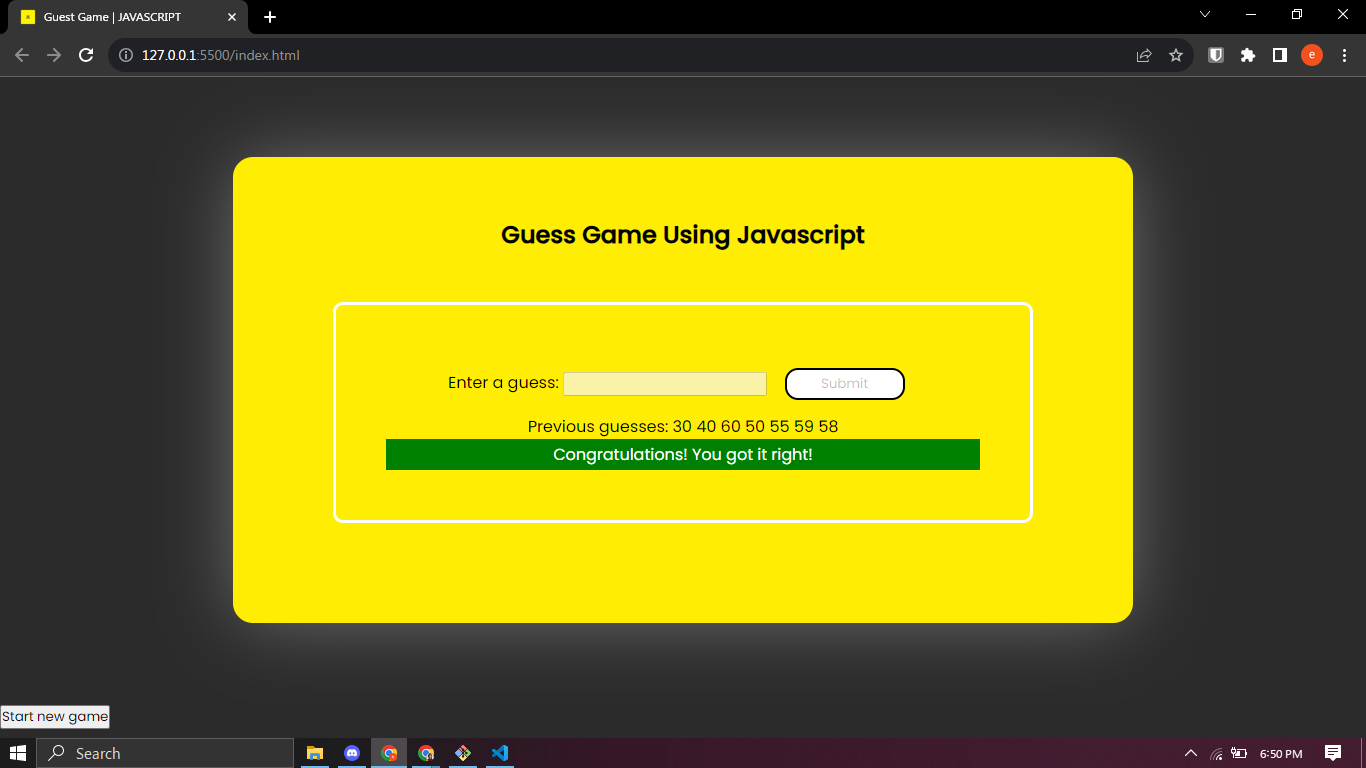 Guest Game | JAVASCRIPT
127.0.0.1:5500/index.html
e
Guess Game Using Javascript
Enter a guess:
Submit
Previous guesses: 30 40 60 50 55 59 58
Congratulations! You got it right!
Start new game
Search
6:50 PM